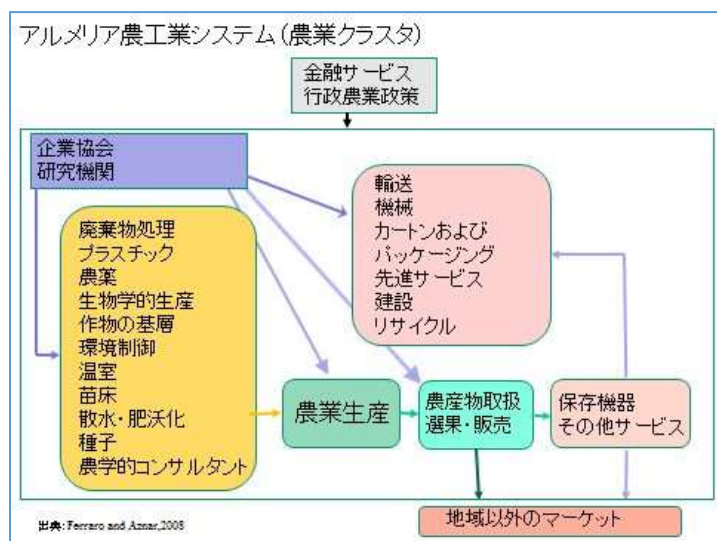 アルメリア農工業システム(農業クラスタ)
金融サービス
行政農業政策
企業協会
研究機関
廃棄物処理
プラスチック
農薬
生物学的生産
作物の基層
環境制御
温室
苗床
散水・肥沃化
種子
農学的コンサルタント
輸送
機械
カートンおよび
パッケージング
先進サービス
建設
リサイクル
農業生産
農産物取扱
選果・販売
保存機器
その他サービス
地域以外のマーケット
出典: Ferraro and Aznar,2008